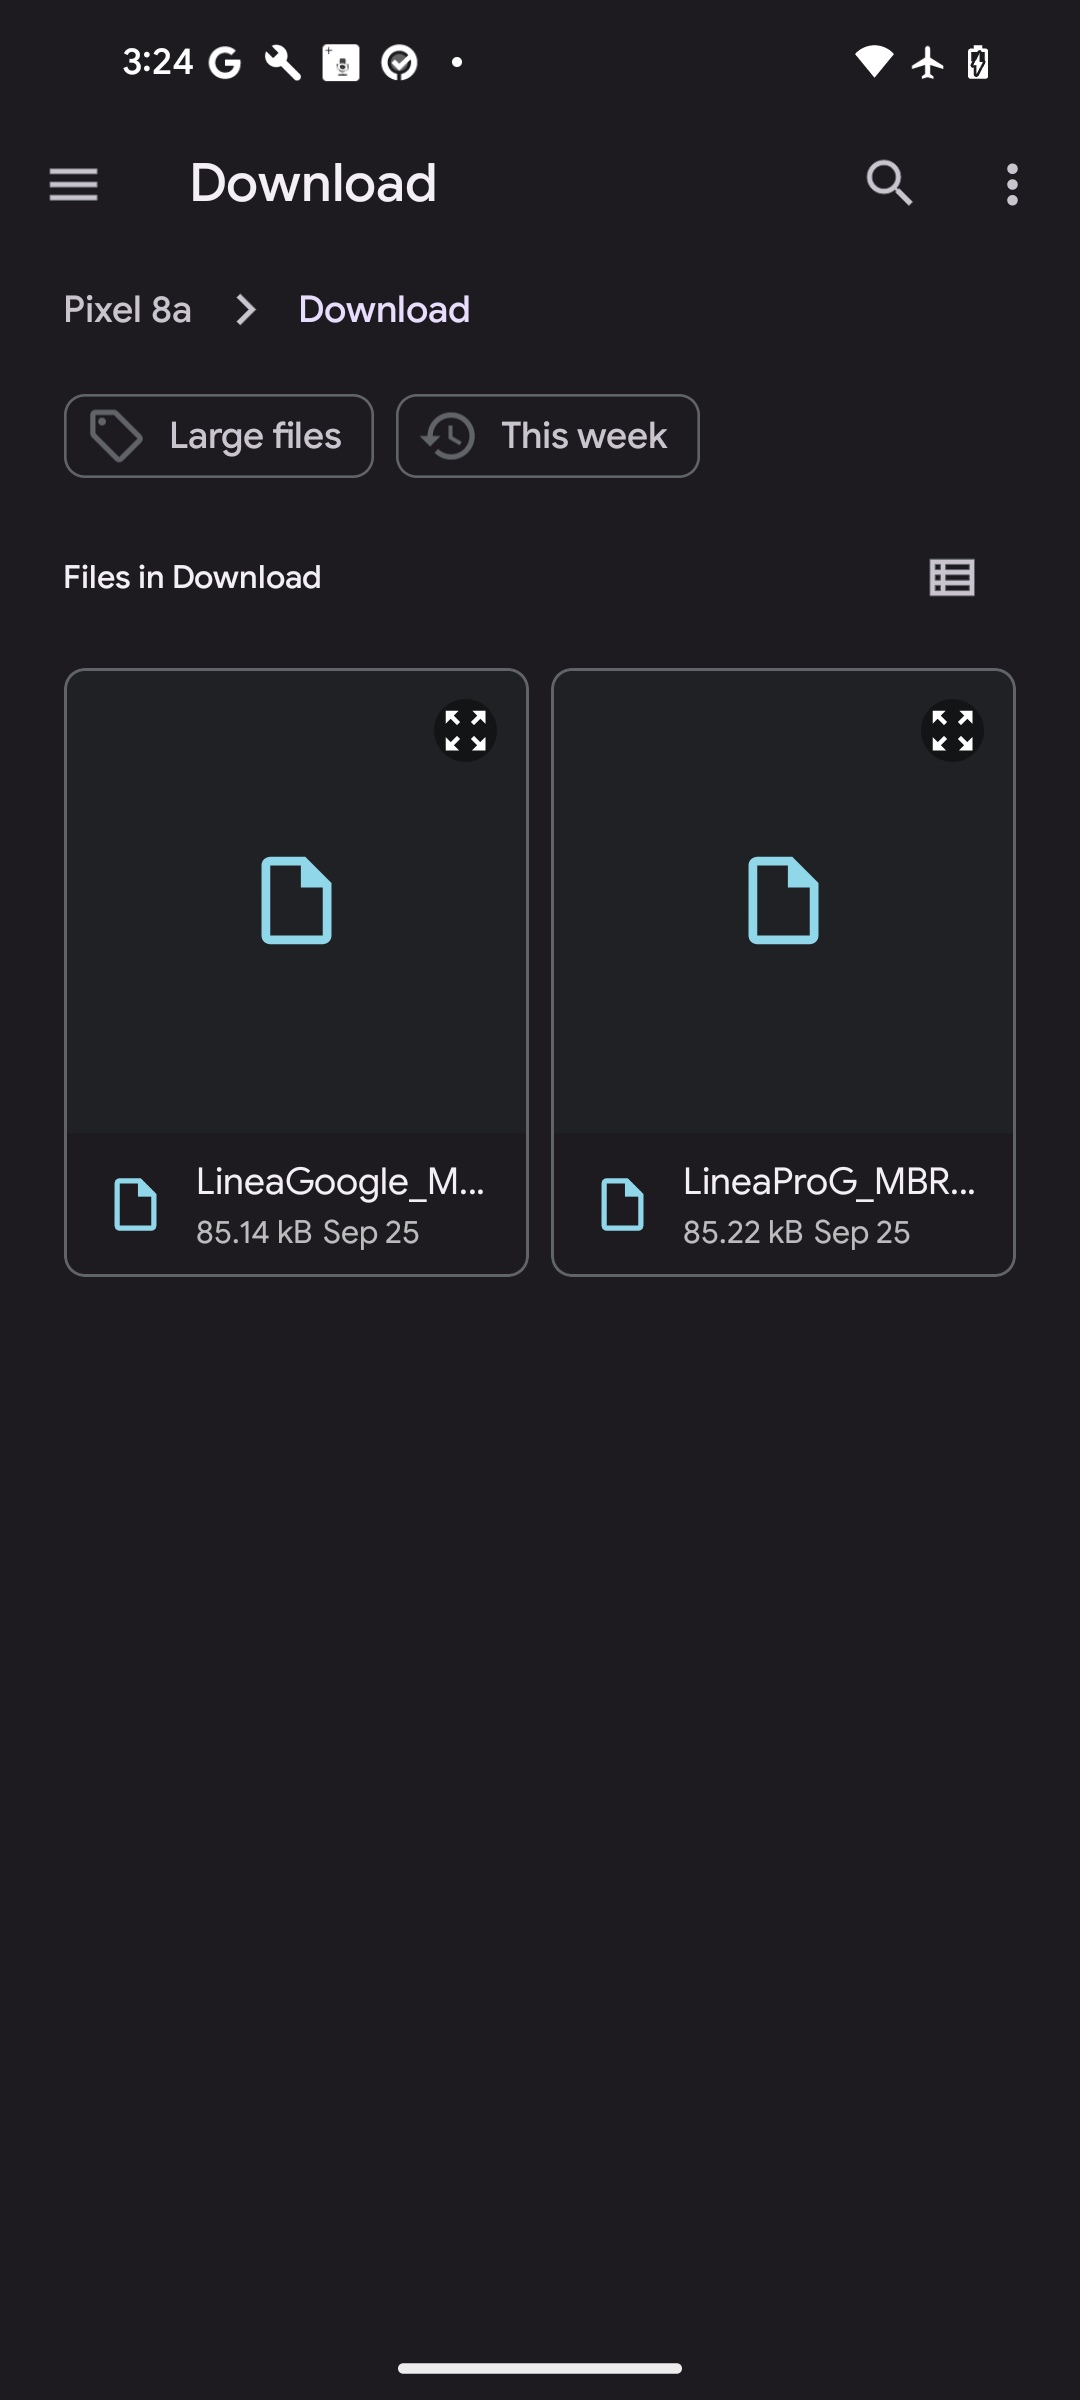 3:24
Download
Pixel 8a > Download
Large files
This week
Files in Download
LineaGoogle_M...
85.14 kB Sep 25
LineaProG_MBR...
85.22 kB Sep 25